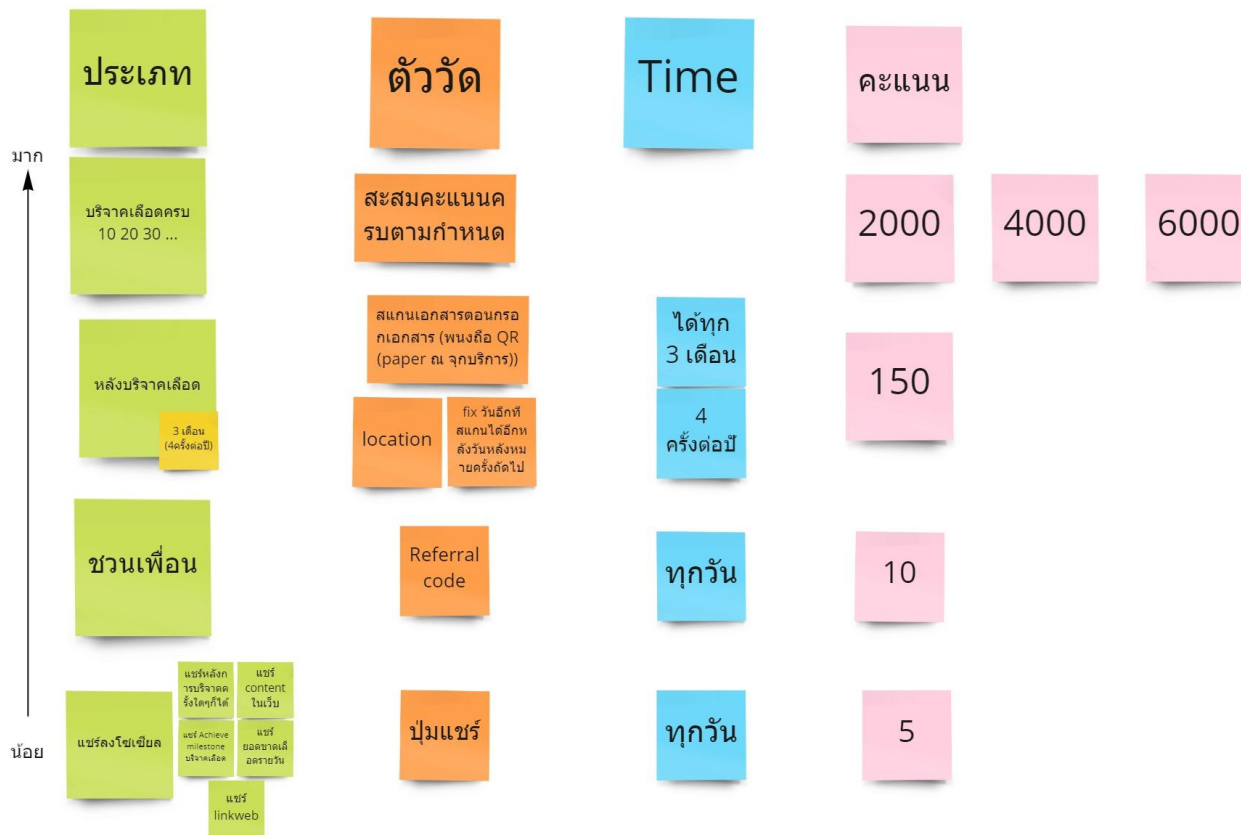 ประเภท
ตัววัด
Time
คะแนน
มาก
บริจาคเลือดครบ
10 20 30 ...
สะสมคะแนนค
รบตามกำหนด
2000
4000
6000
หลังบริจาคเลือด
3 เดือน
(4ครั้งต่อปี)
สแกนเอกสารตอนกรอ
กเอกสาร (พนงถือ QR
(paper ณ จุกบริการ))
location
fix วันอีกที
สแกนได้อีกห
ลังวันหลังหม
ายครั้งถัดไป
ได้ทุก
3 เดือน
4
ครั้งต่อปี
150
ชวนเพื่อน
Referral
code
ทุกวัน
10
น้อย
แชร์ลงโซเชียล
แชร์หลังก
ารบริจาคค
รั้งใดๆก็ได้
แชร์
content
ในเว็บ
แชร์ Achieve
milestone
บริจาคเลือด
แชร์
ยอดขาดเลื
อดรายวัน
แชร์
linkweb
ปุ่มแชร์
ทุกวัน
5